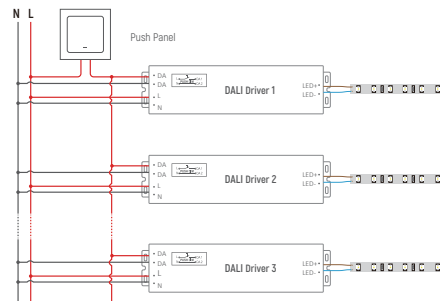 N L
Push Panel
DA
DA
L
N
DALI Driver 1
LED+
LED-
DA
DA
L
N
DALI Driver 2
LED+
LED-
DA
DA
L
N
DALI Driver 3
LED+
LED-